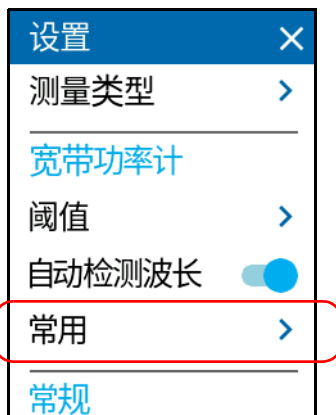 设置
测量类型
宽带功率计
阈值
自动检测波长
常用
常规